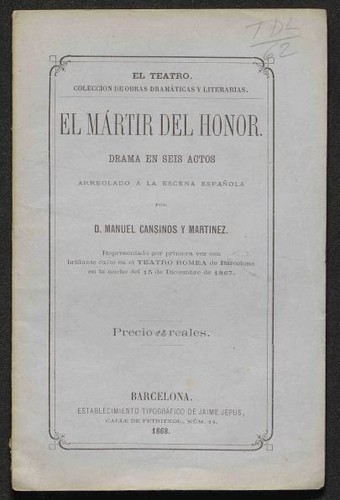 TDL
62
EL TEATRO.
COLECCION DE OBRAS DRAMÁTICAS Y LITERARIAS.
EL MÁRTIR DEL HONOR.
DRAMA EN SEIS ACTOS
ARREGLADO Á LA ESCENA ESPAÑOLA
POR
D. MANUEL CANSINOS Y MARTINEZ.
Representado por primera vez con
brillante éxito en el TEATRO ROMEA de Barcelona
en la noche del 15 de Diciembre de 1867.
Precio reales.
BARCELONA.
ESTABLECIMIENTO TIPOGRÁFICO DE JAIME JEPÚS,
CALLE DE PETRITXOL, NÚM. 14.
1868.